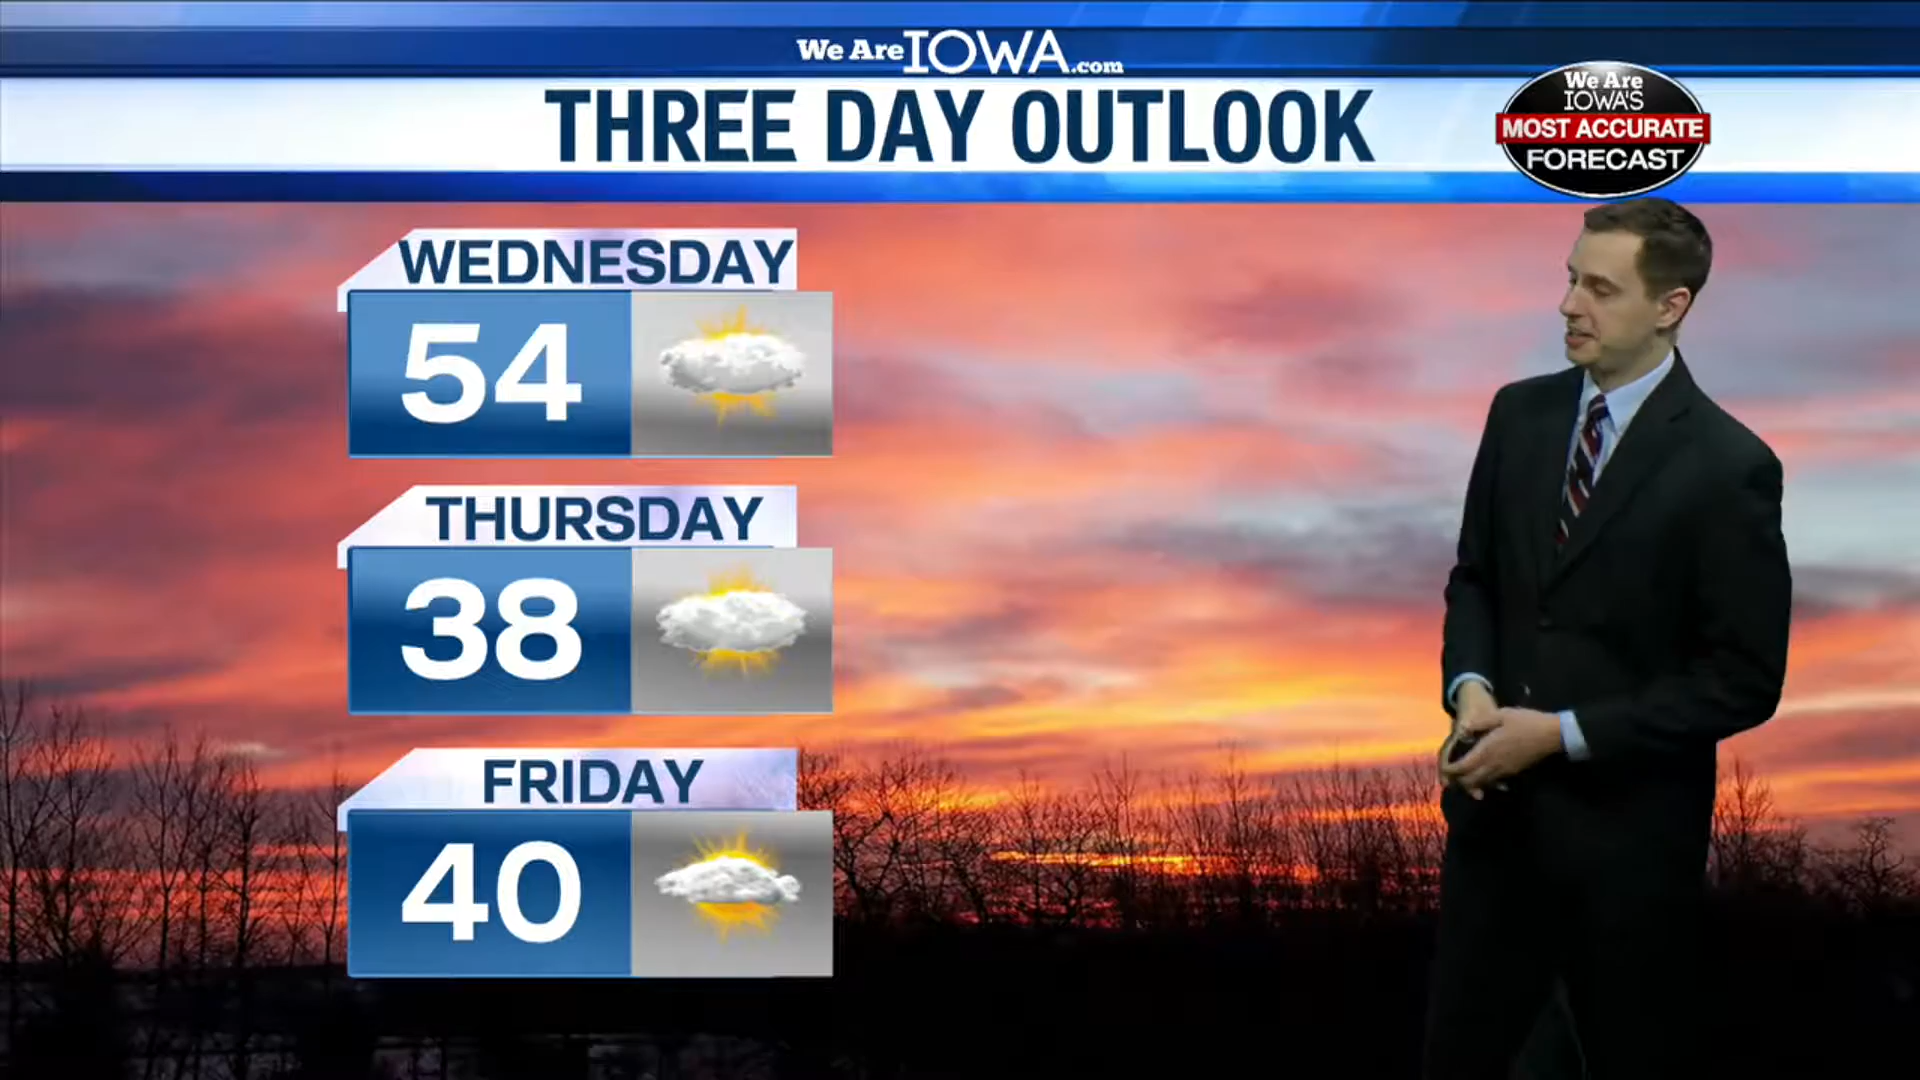 We Are IOWA.com
THREE DAY OUTLOOK
We Are
IOWA'S
MOST ACCURATE
FORECAST
WEDNESDAY
54
THURSDAY
38
FRIDAY
40